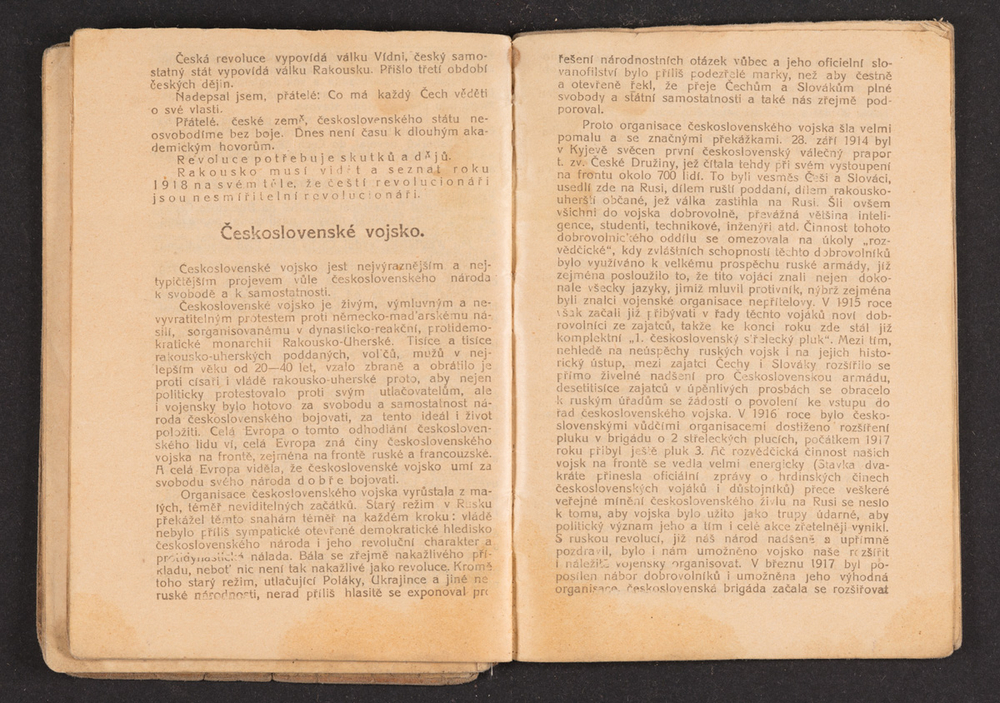 Česká revoluce vypovídá válku Vídni, český samo-
statný stát vypovídá válku Rakousku. Přišlo třetí období
českých dějin.
Nadepsal jsem, přátelé: Co má každý Čech věděti
o své vlasti.
Přátelé, české země, československého státu ne-
osvobodíme bez boje. Dnes není času k dlouhým aka-
demickým hovorům.
Revoluce potřebuje skutků a dějů.
Rakousko musí vidět a seznat roku
1918 na svém těle, že čeští revolucionáři
jsou nesmiřitelní revolucionáři.
Československé vojsko.
Československé vojsko jest nejvýraznějším a nej-
typičtějším projevem vůle československého národa
k svobodě a k samostatnosti.
Československé vojsko je živým, výmluvným a ne-
vyvratitelným protestem proti německo-maďarskému ná-
silí, sorganisovanému v dynasticko-reakční, protidemo-
kratické monarchii Rakousko-Uherské. Tisíce a tisíce
rakousko-uherských poddaných, voličů, mužů v nej-
lepším věku od 20—40 let, vzalo zbraně a obrátilo je
proti císaři i vládě rakousko-uherské proto, aby nejen
politicky protestovalo proti svým utlačovatelům, ale
i vojensky bylo hotovo za svobodu a samostatnost ná-
roda československého bojovati, za tento ideál i život
položiti. Celá Evropa o tomto odhodlání českosloven-
ského lidu ví, celá Evropa zná činy československého
vojska na frontě, zejména na frontě ruské a francouzské.
A celá Evropa viděla, že československé vojsko umí za
svobodu svého národa dobře bojovati.
Organisace československého vojska vyrůstala z ma-
lých, téměř neviditelných začátků. Starý režim v Rusku
překážel těmto snahám téměř na každém kroku: vládě
nebylo příliš sympatické otevřené demokratické hledisko
československého národa i jeho revoluční charakter a
protidynastická nálada. Bála se zřejmě nakažlivého pří-
kladu, neboť nic není tak nakažlivé jako revoluce. Kromě
toho starý režim, utlačující Poláky, Ukrajince a jiné ne
ruské národnosti, nerad příliš hlasitě se exponoval pro
řešení národnostních otázek vůbec a jeho oficielní slo-
vanofilství bylo příliš podezřelé marky, než aby čestně
a otevřeně řekl, že přeje Čechům a Slovákům plné
svobody a státní samostatnosti a také nás zřejmě pod-
poroval.
Proto organisace československého vojska šla velmi
pomalu a se značnými překážkami. 28. září 1914 byl
v Kyjevě svěcen první československý válečný prapor
t. zv. České Družiny, jež čítala tehdy při svém vystoupení
na frontu okolo 700 lidí. To byli vesměs Češi a Slováci,
usedlí zde na Rusi, dílem ruští poddaní, dílem rakousko-
uherští občané, jež válka zastihla na Rusi. Šli ovšem
všichni do vojska dobrovolně, převážná většina inteli-
gence, studenti, technikové, inženýři atd. Činnost tohoto
dobrovolnického oddílu se omezovala na úkoly „roz-
vědčické“, kdy zvláštních schopností těchto dobrovolníků
bylo využíváno k velkému prospěchu ruské armády, jíž
zejména posloužilo to, že tito vojáci znali nejen doko-
nale všecky jazyky, jimiž mluvil protivník, nýbrž zejména
byli znalci vojenské organisace nepřítelovy. V 1915 roce
však začali již přibývati v řady těchto vojáků noví dob-
rovolníci ze zajatců, takže ke konci roku zde stál již
komplektní „1. československý střelecký pluk“. Mezi tím,
nehledě na neúspěchy ruských vojsk i na jejich histo-
rický ústup, mezi zajatci Čechy i Slováky rozšířilo se
přímo živelné nadšení pro Československou armádu,
desetitisíce zajatců v úpěnlivých prosbách se obracelo
k ruským úřadům se žádostí o povolení ke vstupu do
řad československého vojska. V 1916 roce bylo česko-
slovenskými vůdčími organisacemi dostiženo rozšíření
pluku v brigádu o 2 střeleckých plucích, počátkem 1917
roku přibyl ještě pluk 3. Ač rozvědčická činnost našich
vojsk na frontě se vedla velmi energicky (Stavka dva-
kráte přinesla oficiální zprávy o hrdinských činech
československých vojáků i důstojníků) přece veškeré
veřejné mínění československého živlu na Rusi se neslo
k tomu, aby vojska bylo užito jako trupy úderné, aby
politický význam jeho a tím i celé akce zřetelněji vynikl.
S ruskou revolucí, již náš národ nadšeně a upřímně
pozdravil, bylo i nám umožněno vojsko naše rozšířit
i náležitě vojensky organisovat. V březnu 1917 byl po-
posílen nábor dobrovolníků i umožněna jeho výhodná
organisace, československá brigáda začala se rozšiřovat